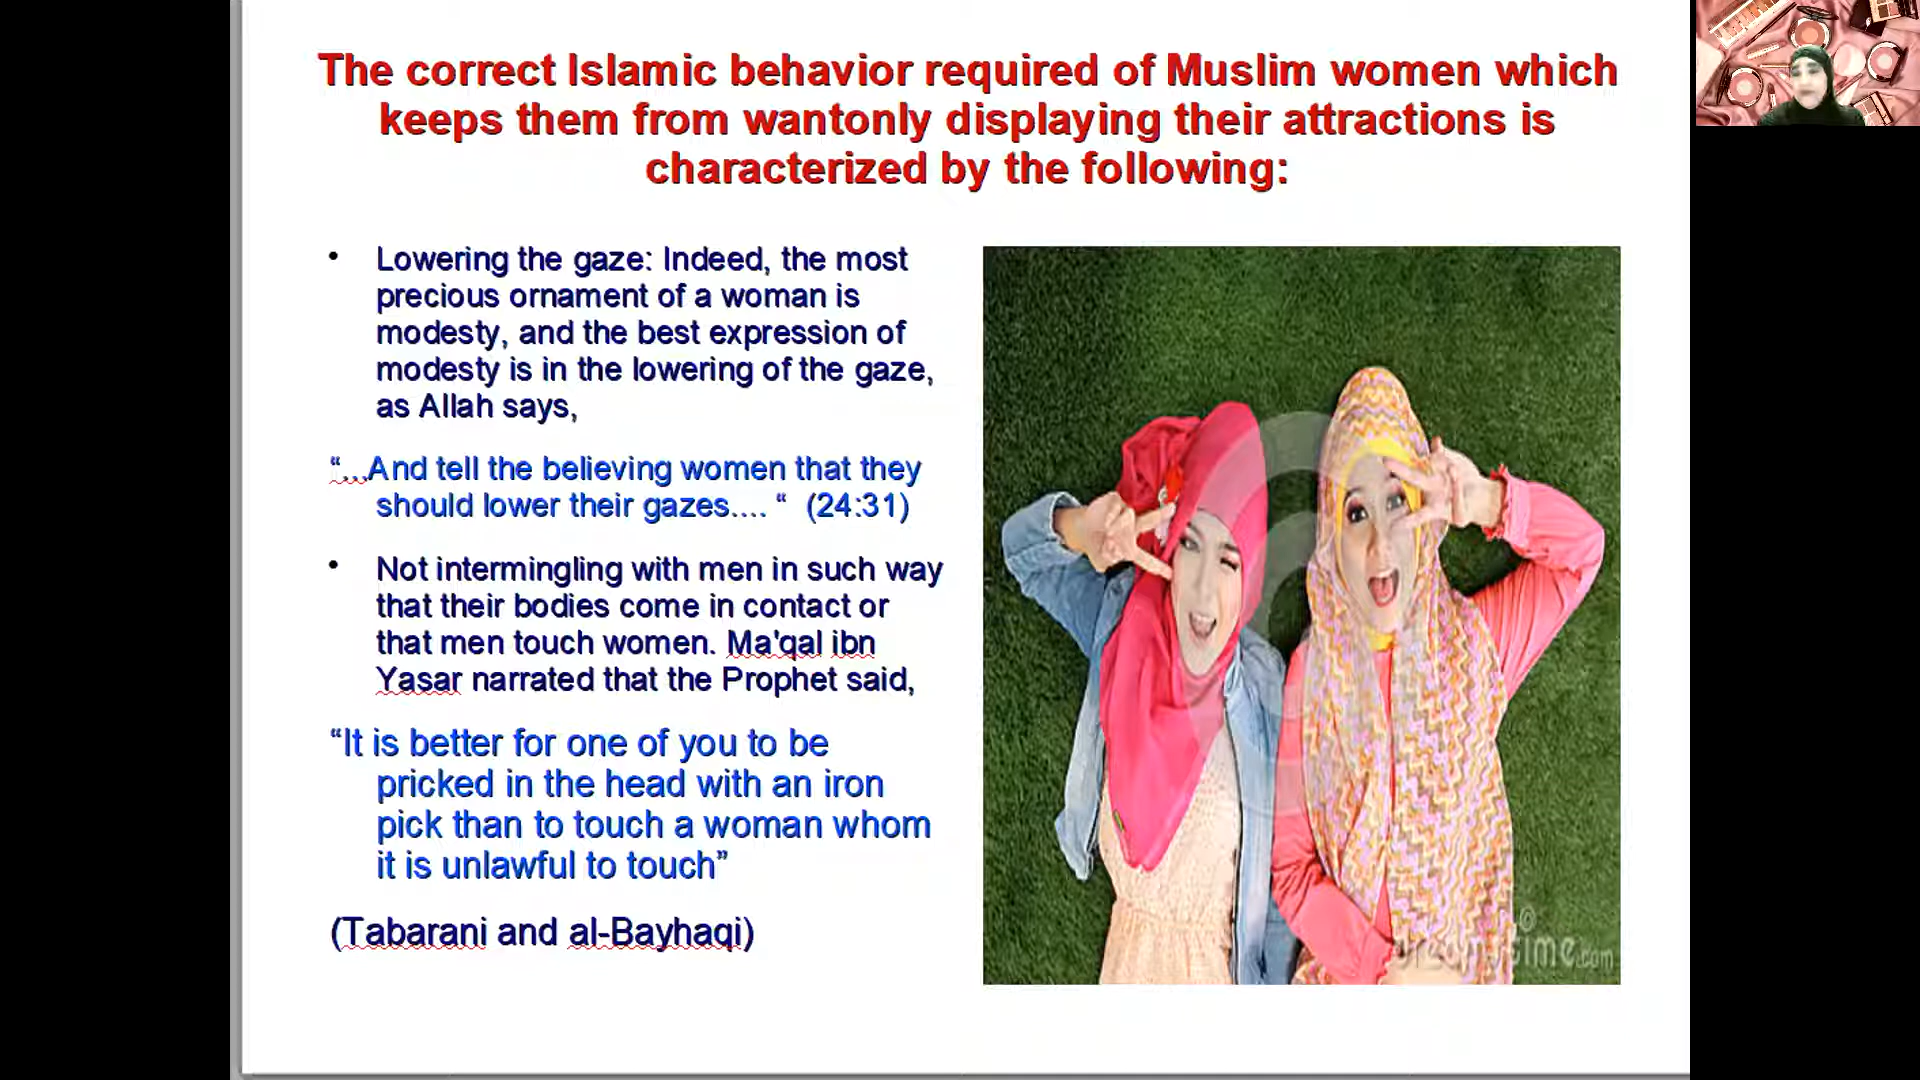 The correct Islamic behavior required of Muslim women which
keeps them from wantonly displaying their attractions is
characterized by the following:
• Lowering the gaze: Indeed, the most
precious ornament of a woman is
modesty, and the best expression of
modesty is in the lowering of the gaze,
as Allah says,
“...And tell the believing women that they
should lower their gazes.... “ (24:31)
• Not intermingling with men in such way
that their bodies come in contact or
that men touch women. Ma'qal ibn
Yasar narrated that the Prophet said,
“It is better for one of you to be
pricked in the head with an iron
pick than to touch a woman whom
it is unlawful to touch”
(Tabarani and al-Bayhaqi)
©
dreamstime.com